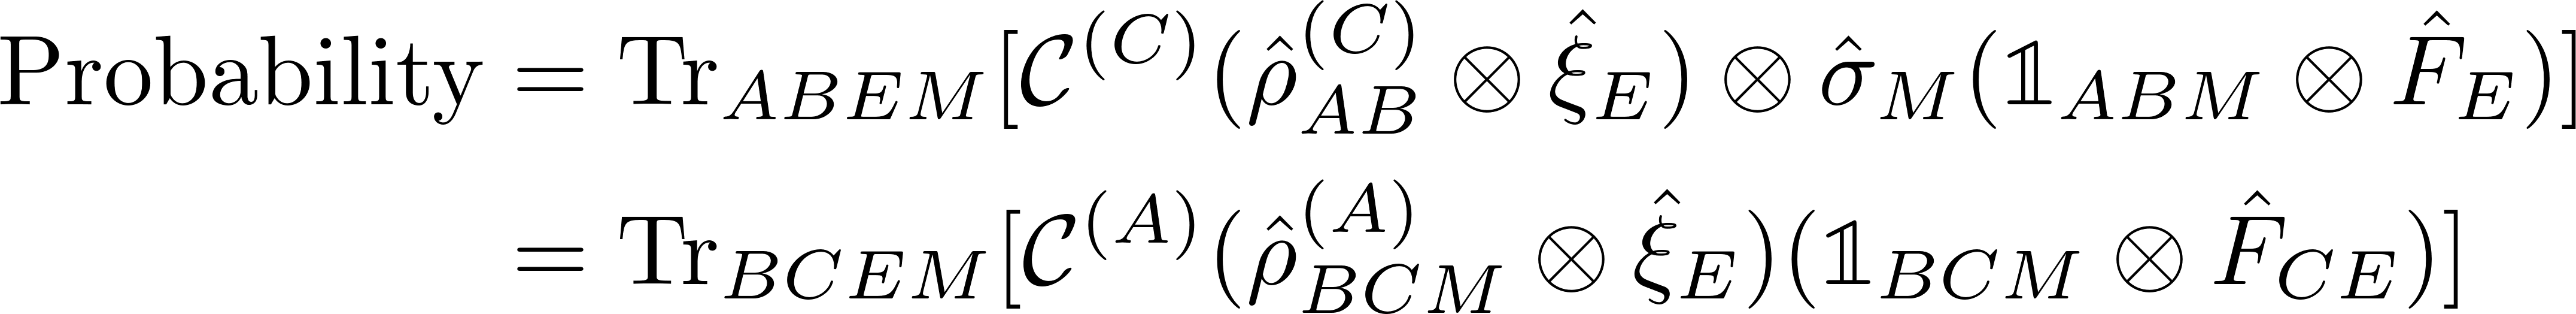 Probability = Tr_{ABEM}[𝒞^{(C)}(ρ̂_{AB}^{(C)} ⊗ ξ̂_E) ⊗ σ̂_M(𝟙_{ABM} ⊗ F̂_E)]
= Tr_{BCEM}[𝒞^{(A)}(ρ̂_{BCM}^{(A)} ⊗ ξ̂_E)(𝟙_{BCM} ⊗ F̂_{CE})]